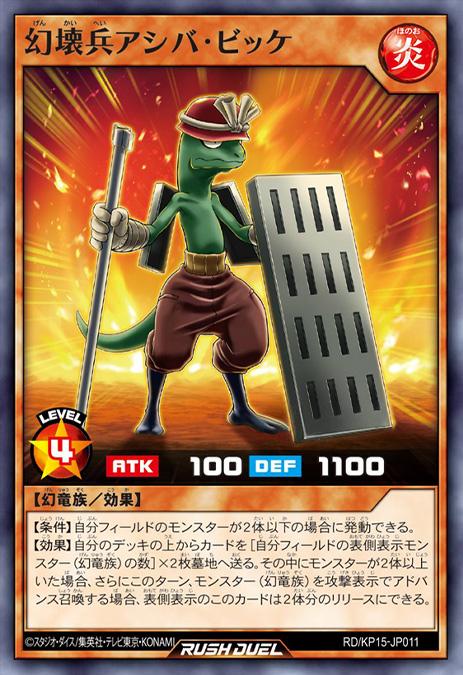 げんかいへい
幻壊兵アシバ・ビッケ
ほのお
炎
LEVEL
4
ATK 100 DEF 1100
【幻竜族／効果】
【条件】自分フィールドのモンスターが2体以下の場合に発動できる。
【効果】自分のデッキの上からカードを［自分フィールドの表側表示モン
スター（幻竜族）の数］×2枚墓地へ送る。その中にモンスターが2体以上
いた場合、さらにこのターン、モンスター（幻竜族）を攻撃表示でアドバ
ンス召喚する場合、表側表示のこのカードは2体分のリリースにできる。
©スタジオ・ダイス/集英社・テレビ東京・KONAMI
RUSH DUEL
RD/KP15-JP011